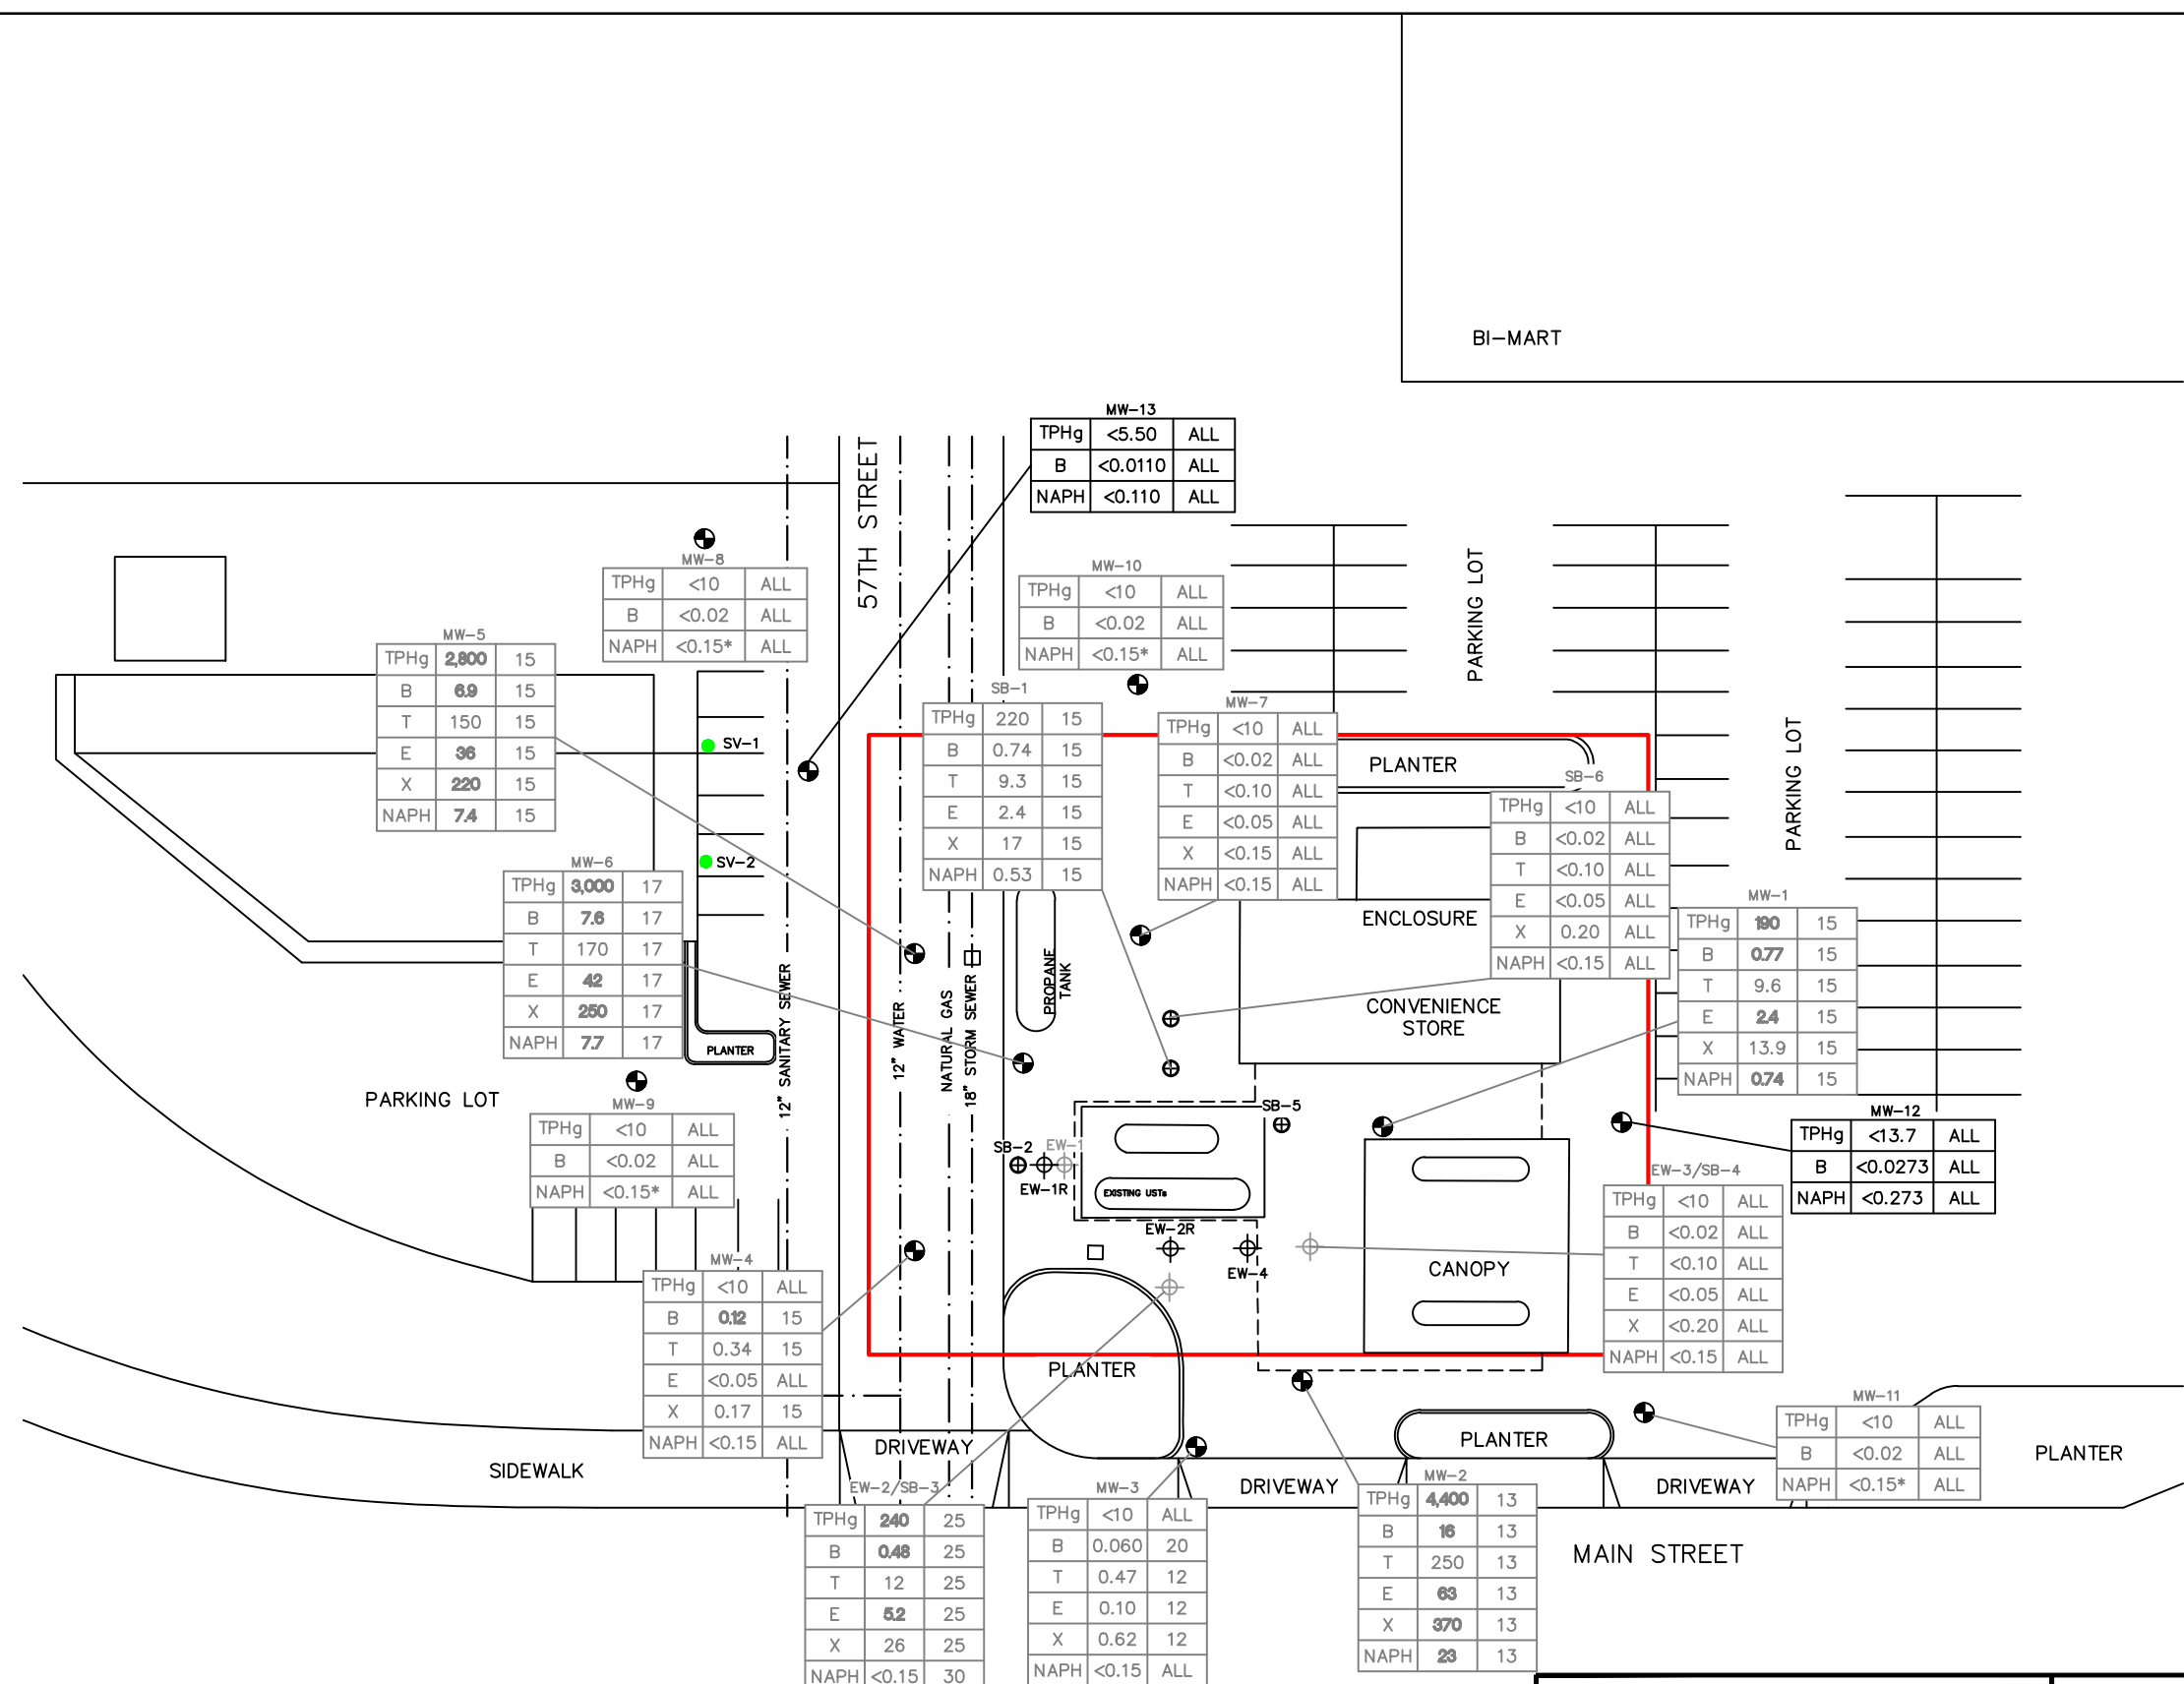 BI-MART
MW-13
TPHg <5.50 ALL
B <0.0110 ALL
NAPH <0.110 ALL
57TH STREET
MW-8
TPHg <10 ALL
B <0.02 ALL
NAPH <0.15* ALL
MW-10
TPHg <10 ALL
B <0.02 ALL
NAPH <0.15* ALL
PARKING LOT
PARKING LOT
MW-5
TPHg 2,800 15
B 6.9 15
T 150 15
E 36 15
X 220 15
NAPH 7.4 15
SB-1
TPHg 220 15
B 0.74 15
T 9.3 15
E 2.4 15
X 17 15
NAPH 0.53 15
MW-7
TPHg <10 ALL
B <0.02 ALL
T <0.10 ALL
E <0.05 ALL
X <0.15 ALL
NAPH <0.15 ALL
SV-1
SV-2
PLANTER
SB-6
TPHg <10 ALL
B <0.02 ALL
T <0.10 ALL
E <0.05 ALL
X 0.20 ALL
NAPH <0.15 ALL
MW-6
TPHg 3,000 17
B 7.6 17
T 170 17
E 42 17
X 250 17
NAPH 7.7 17
MW-1
TPHg 190 15
B 0.77 15
T 9.6 15
E 2.4 15
X 13.9 15
NAPH 0.74 15
ENCLOSURE
CONVENIENCE
STORE
PROPANE
TANK
12" SANITARY SEWER
12" WATER
NATURAL GAS
18" STORM SEWER
PLANTER
PARKING LOT
MW-9
TPHg <10 ALL
B <0.02 ALL
NAPH <0.15* ALL
SB-5
SB-2
EW-1
EW-1R
EXISTING USTs
MW-12
TPHg <13.7 ALL
B <0.0273 ALL
NAPH <0.273 ALL
EW-3/SB-4
TPHg <10 ALL
B <0.02 ALL
T <0.10 ALL
E <0.05 ALL
X <0.20 ALL
NAPH <0.15 ALL
EW-2R
EW-4
CANOPY
MW-4
TPHg <10 ALL
B 0.12 15
T 0.34 15
E <0.05 ALL
X 0.17 15
NAPH <0.15 ALL
PLANTER
MW-11
TPHg <10 ALL
B <0.02 ALL
NAPH <0.15* ALL
PLANTER
PLANTER
DRIVEWAY
SIDEWALK
DRIVEWAY
DRIVEWAY
EW-2/SB-3
TPHg 240 25
B 0.48 25
T 12 25
E 5.2 25
X 26 25
NAPH <0.15 30
MW-3
TPHg <10 ALL
B 0.060 20
T 0.47 12
E 0.10 12
X 0.62 12
NAPH <0.15 ALL
MW-2
TPHg 4,400 13
B 16 13
T 250 13
E 63 13
X 370 13
NAPH 23 13
MAIN STREET